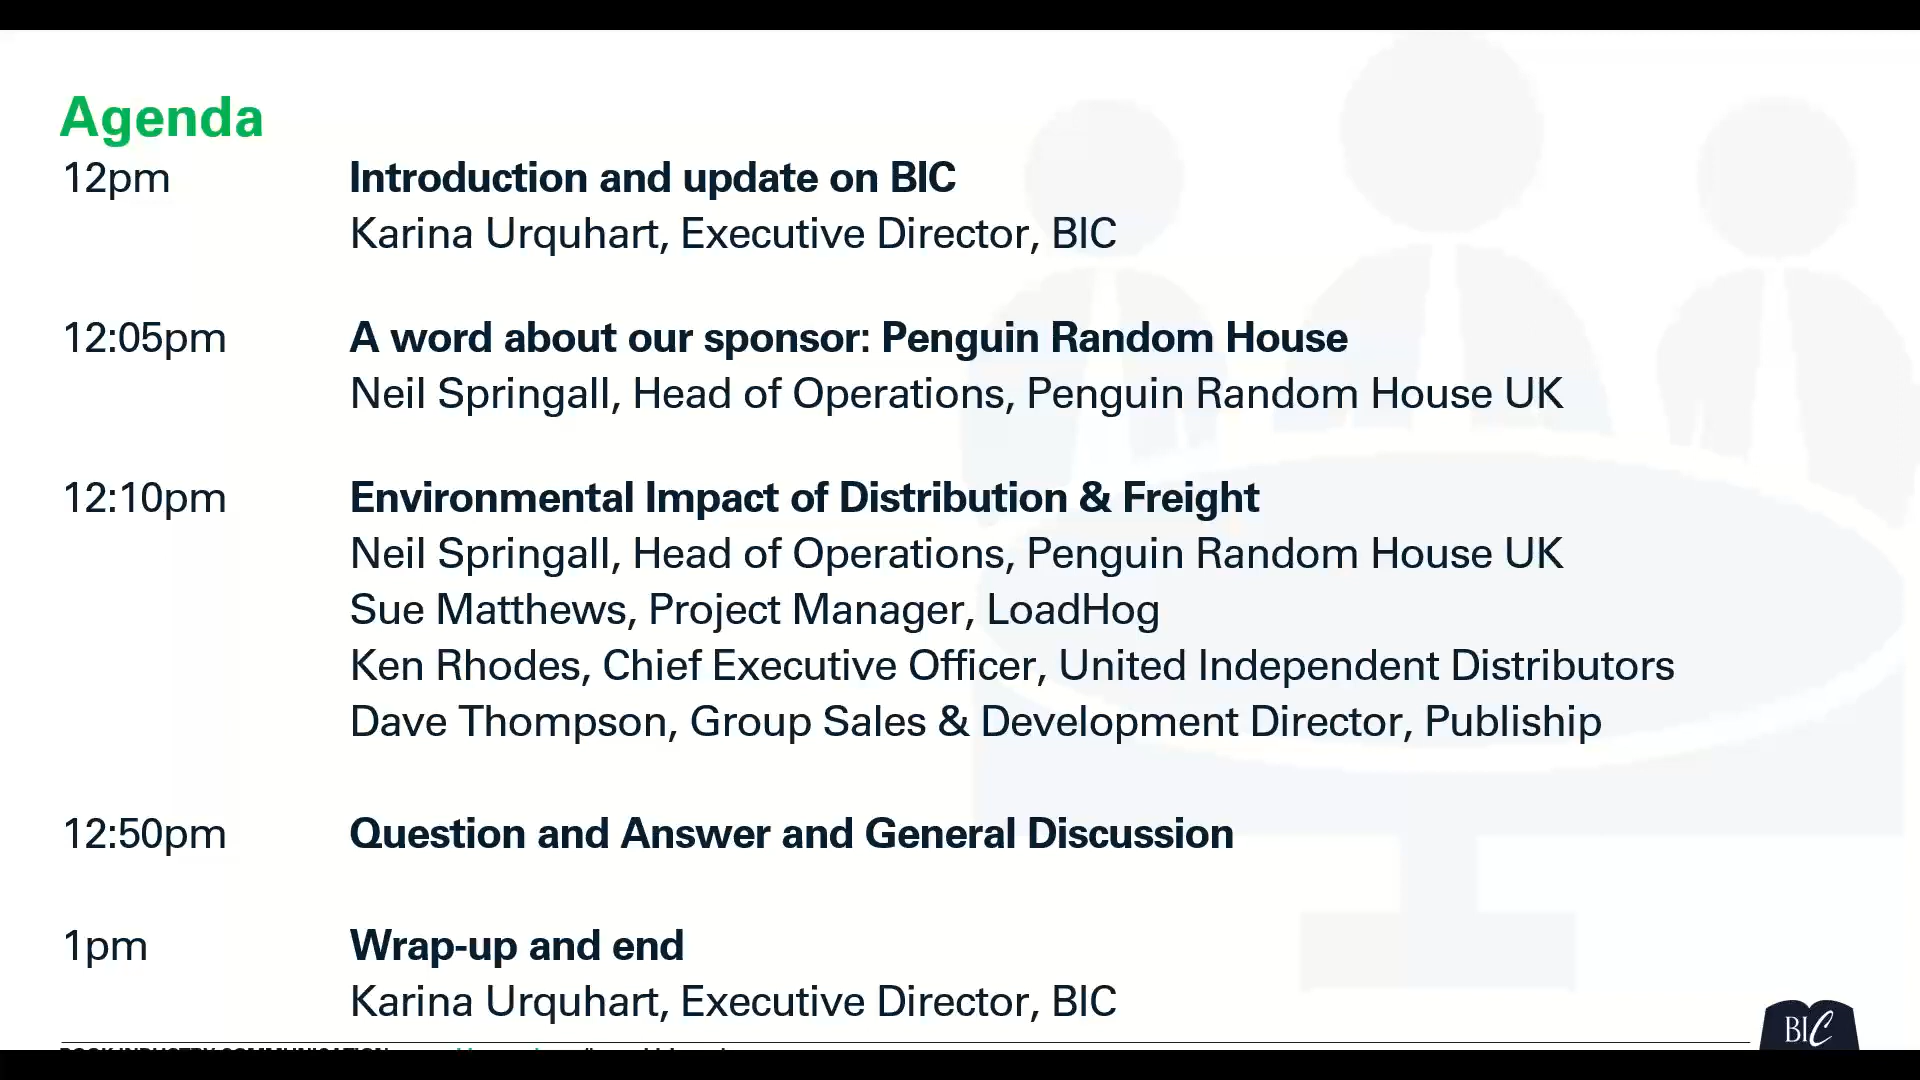 Agenda
12pm Introduction and update on BIC
Karina Urquhart, Executive Director, BIC
12:05pm A word about our sponsor: Penguin Random House
Neil Springall, Head of Operations, Penguin Random House UK
12:10pm Environmental Impact of Distribution & Freight
Neil Springall, Head of Operations, Penguin Random House UK
Sue Matthews, Project Manager, LoadHog
Ken Rhodes, Chief Executive Officer, United Independent Distributors
Dave Thompson, Group Sales & Development Director, Publiship
12:50pm Question and Answer and General Discussion
1pm Wrap-up and end
Karina Urquhart, Executive Director, BIC
BIC
BOOK INDUSTRY COMMUNICATION